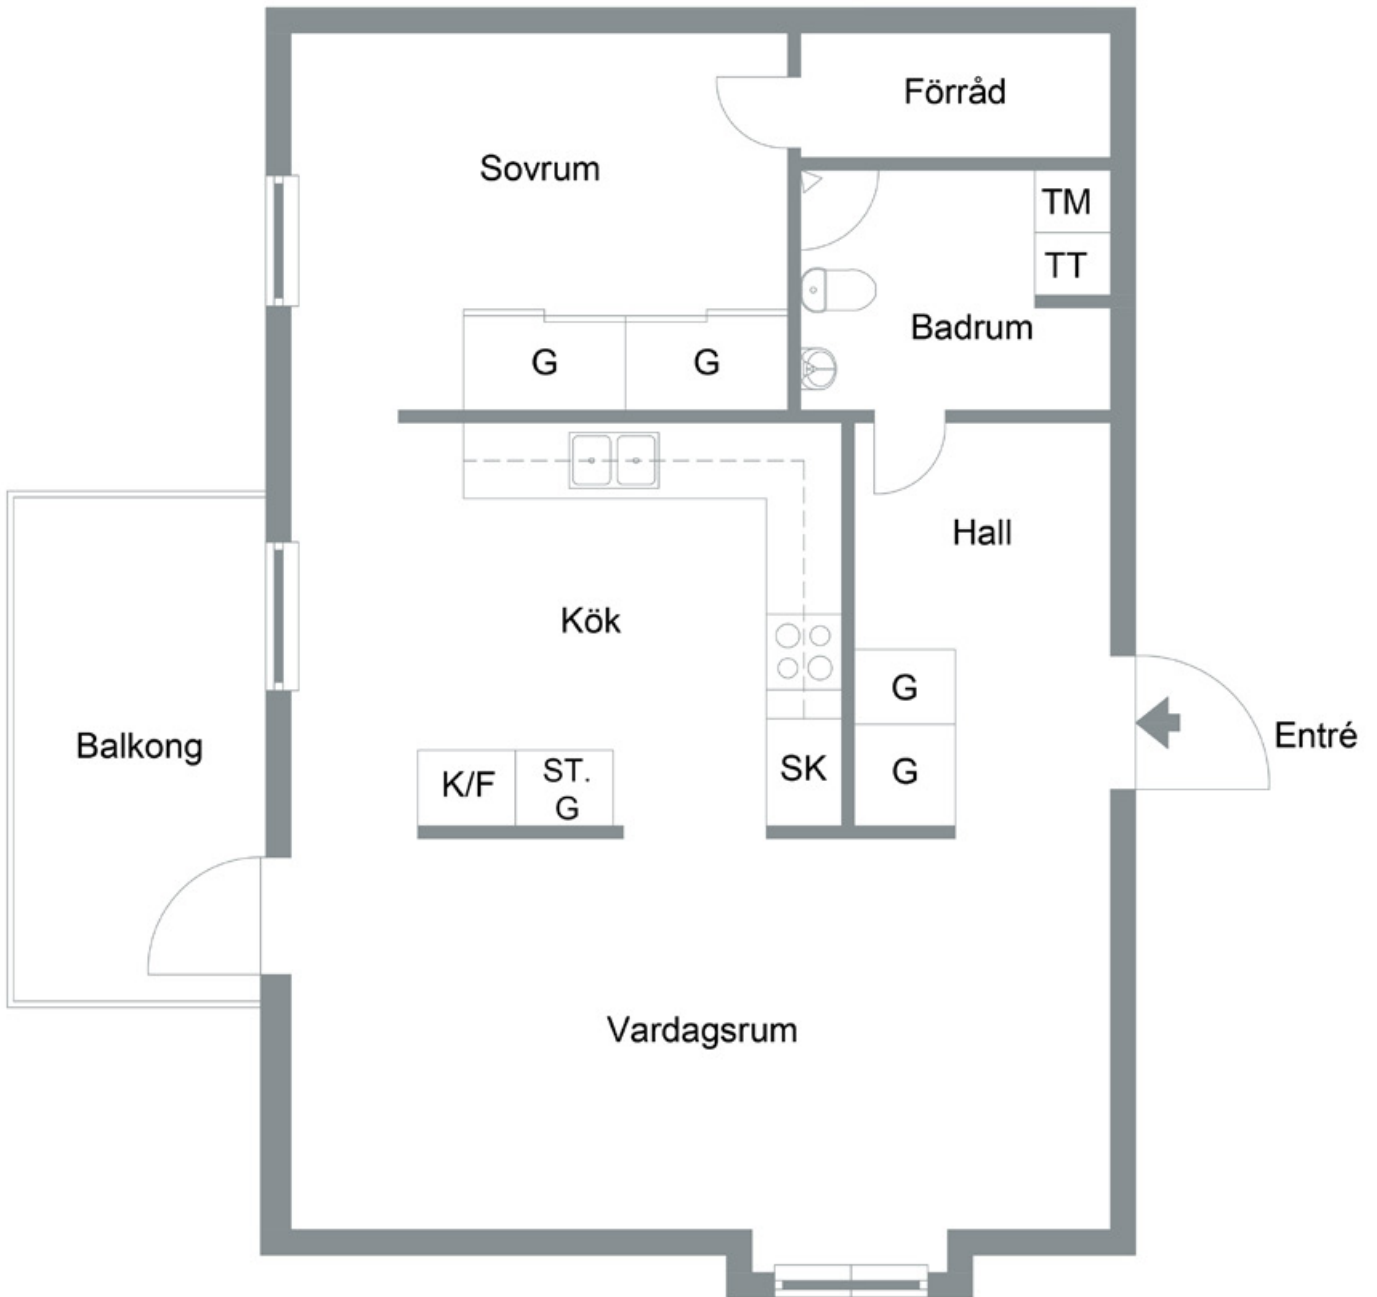 Förråd
Sovrum
TM
TT
Badrum
G
G
Hall
Kök
G
Entré
Balkong
K/F
ST.
G
SK
G
Vardagsrum